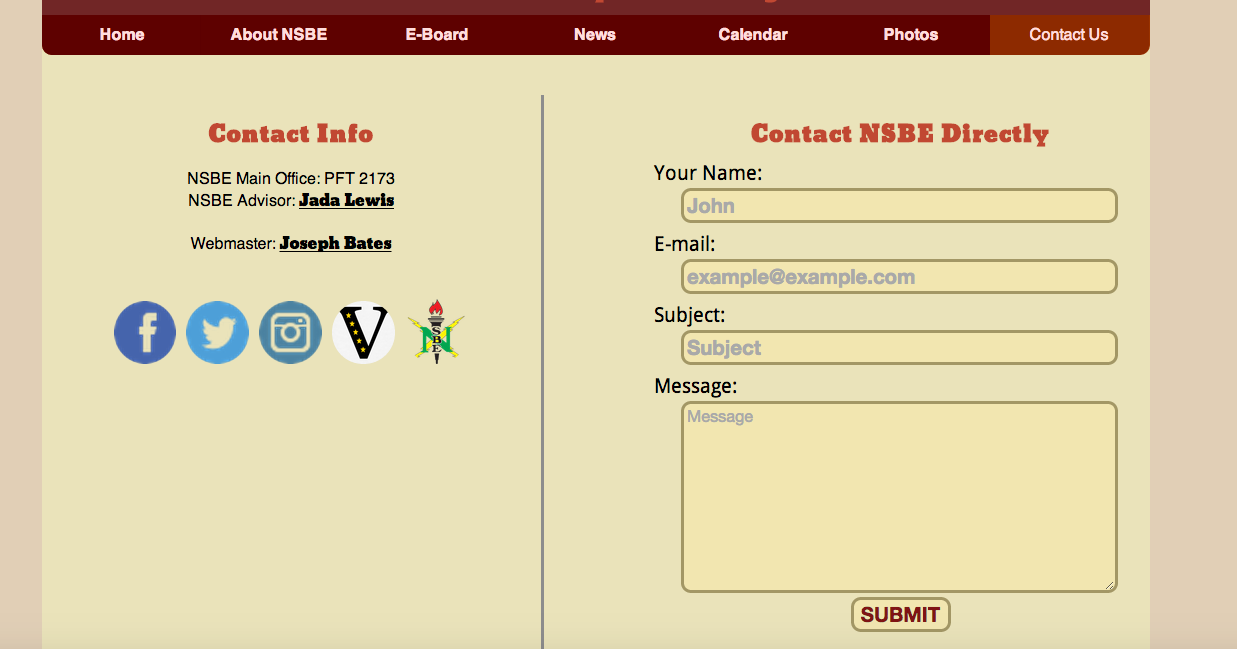 Home About NSBE E-Board News Calendar Photos Contact Us
Contact Info
NSBE Main Office: PFT 2173
NSBE Advisor: Jada Lewis
Webmaster: Joseph Bates
f
V
NSBE
Contact NSBE Directly
Your Name:
John
E-mail:
example@example.com
Subject:
Subject
Message:
Message
SUBMIT